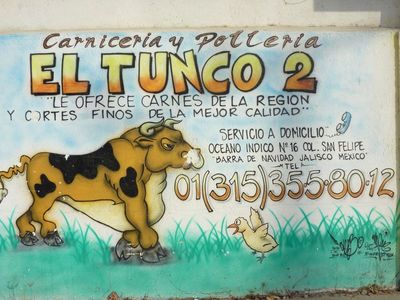 Carniceria y Polleria
EL TUNCO 2
"LE OFRECE CARNES DE LA REGION
Y CORTES FINOS DE LA MEJOR CALIDAD"
SERVICIO A DOMICILIO...
OCEANO INDICO Nº 16 COL. SAN FELIPE
"BARRA DE NAVIDAD JALISCO MEXICO"
TEL
01(315)355-80-12